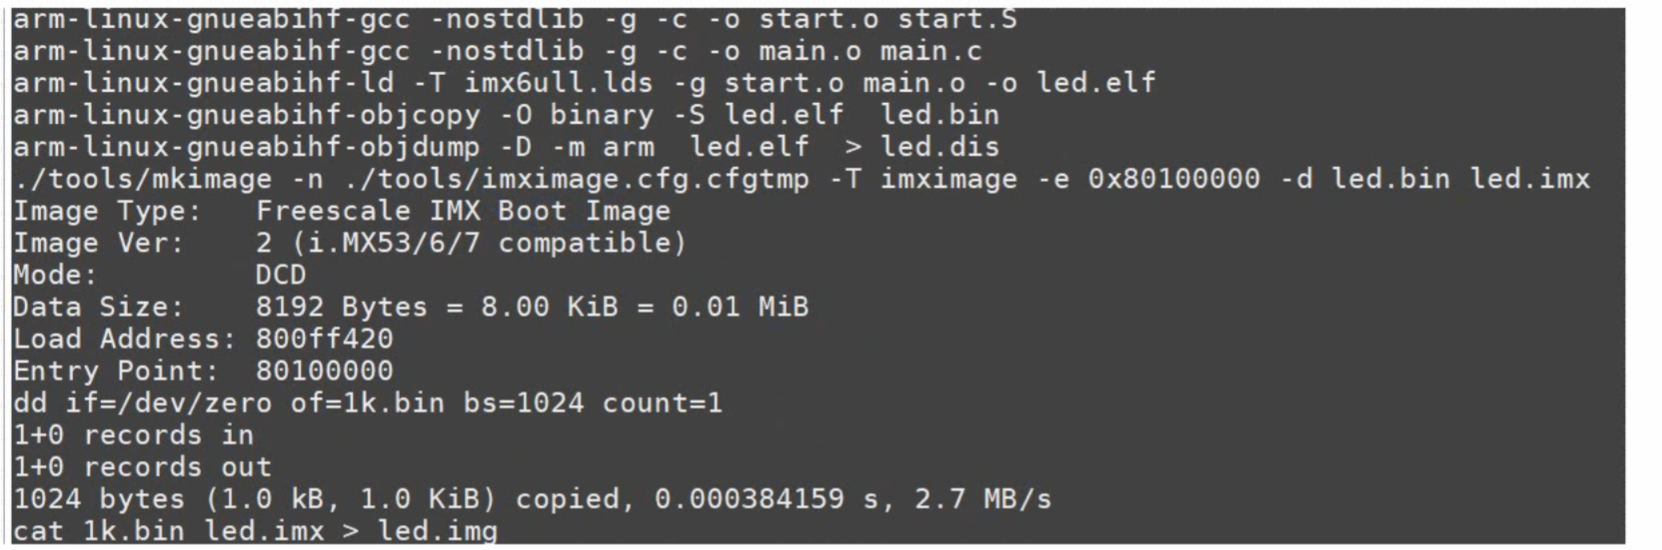 arm-linux-gnueabihf-gcc -nostdlib -g -c -o start.o start.S
arm-linux-gnueabihf-gcc -nostdlib -g -c -o main.o main.c
arm-linux-gnueabihf-ld -T imx6ull.lds -g start.o main.o -o led.elf
arm-linux-gnueabihf-objcopy -O binary -S led.elf  led.bin
arm-linux-gnueabihf-objdump -D -m arm  led.elf  > led.dis
./tools/mkimage -n ./tools/imximage.cfg.cfgtmp -T imximage -e 0x80100000 -d led.bin led.imx
Image Type:   Freescale IMX Boot Image
Image Ver:    2 (i.MX53/6/7 compatible)
Mode:         DCD
Data Size:    8192 Bytes = 8.00 KiB = 0.01 MiB
Load Address: 800ff420
Entry Point:  80100000
dd if=/dev/zero of=1k.bin bs=1024 count=1
1+0 records in
1+0 records out
1024 bytes (1.0 kB, 1.0 KiB) copied, 0.000384159 s, 2.7 MB/s
cat 1k.bin led.imx > led.img